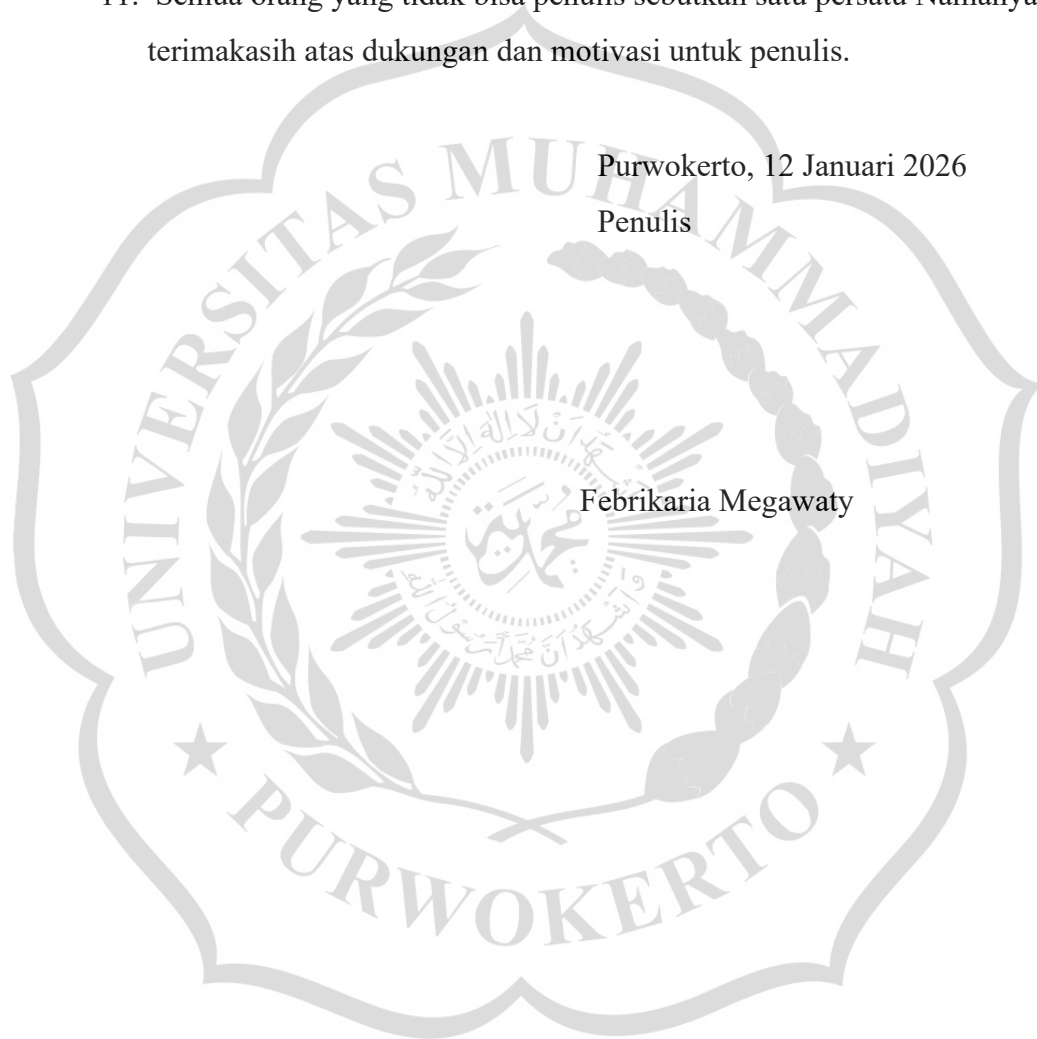 11. Semua orang yang tidak bisa penulis sebutkan satu persatu Namanya
terimakasih atas dukungan dan motivasi untuk penulis.
Purwokerto, 12 Januari 2026
Penulis
Febrikaria Megawaty
UNIVERSITAS MUHAMMADIYAH
PURWOKERTO
محمد